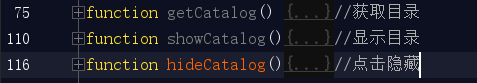 75 function getCatalog() {...}//获取目录
110 function showCatalog() {...}//显示目录
116 function hideCatalog(){...}//点击隐藏